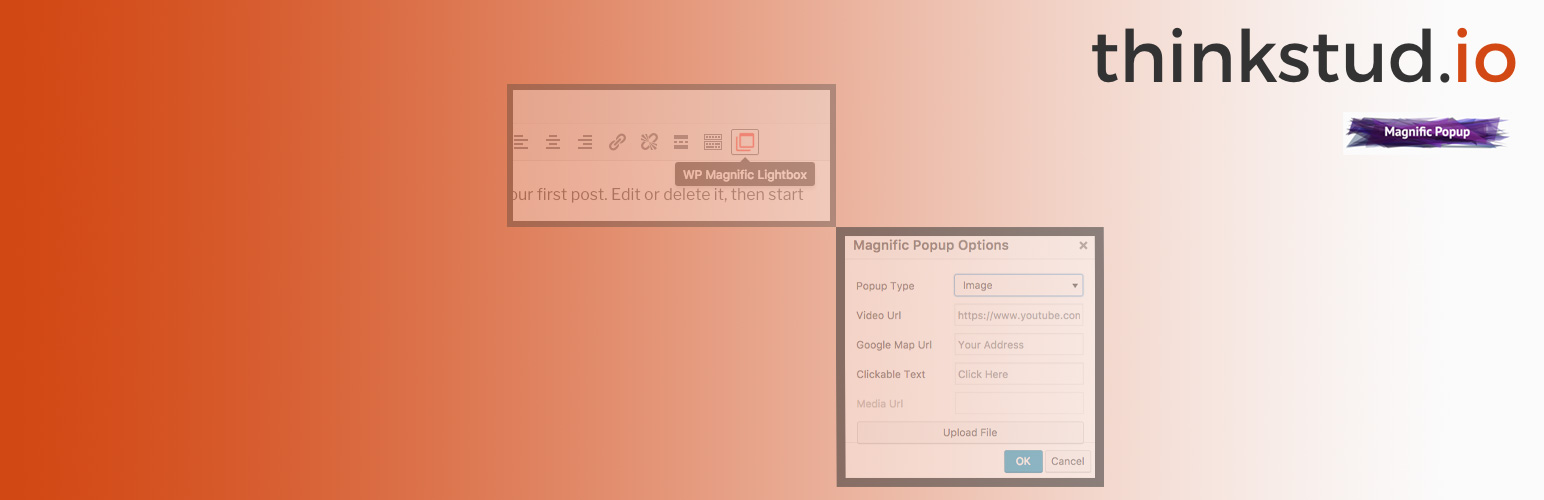 thinkstud.io
Magnific Popup
WP Magnific Lightbox
our first post. Edit or delete it, then start
Magnific Popup Options ×
Popup Type Image
Video Url https://www.youtube.con
Google Map Url Your Address
Clickable Text Click Here
Media Url
Upload File
OK Cancel